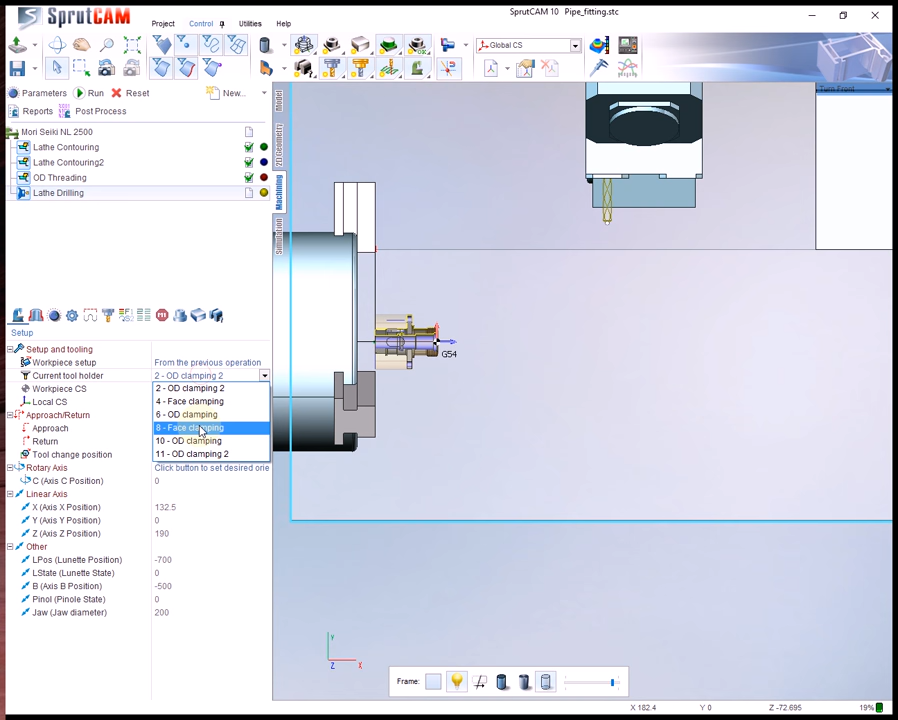 SprutCAM
Project
Control
Utilities
Help
SprutCAM 10 Pipe_fitting.stc
Global CS
Parameters
Run
Reset
New...
Reports
Post Process
Mori Seiki NL 2500
Lathe Contouring
Lathe Contouring2
OD Threading
Lathe Drilling
Model
2D Geometry
Machining
Simulation
Turn Front
G54
Setup
Setup and tooling
Workpiece setup From the previous operation
Current tool holder 2 - OD clamping 2
Workpiece CS
Local CS
Approach/Return
Approach
Return
Tool change position
2 - OD clamping 2
4 - Face clamping
6 - OD clamping
8 - Face clamping
10 - OD clamping
11 - OD clamping 2
Rotary Axis Click button to set desired orie
C (Axis C Position) 0
Linear Axis
X (Axis X Position) 132.5
Y (Axis Y Position) 0
Z (Axis Z Position) 190
Other
LPos (Lunette Position) -700
LState (Lunette State) 0
B (Axis B Position) -500
Pinol (Pinole State) 0
Jaw (Jaw diameter) 200
Y
Z
X
Frame:
X 182.4 Y 0 Z -72.695 19%